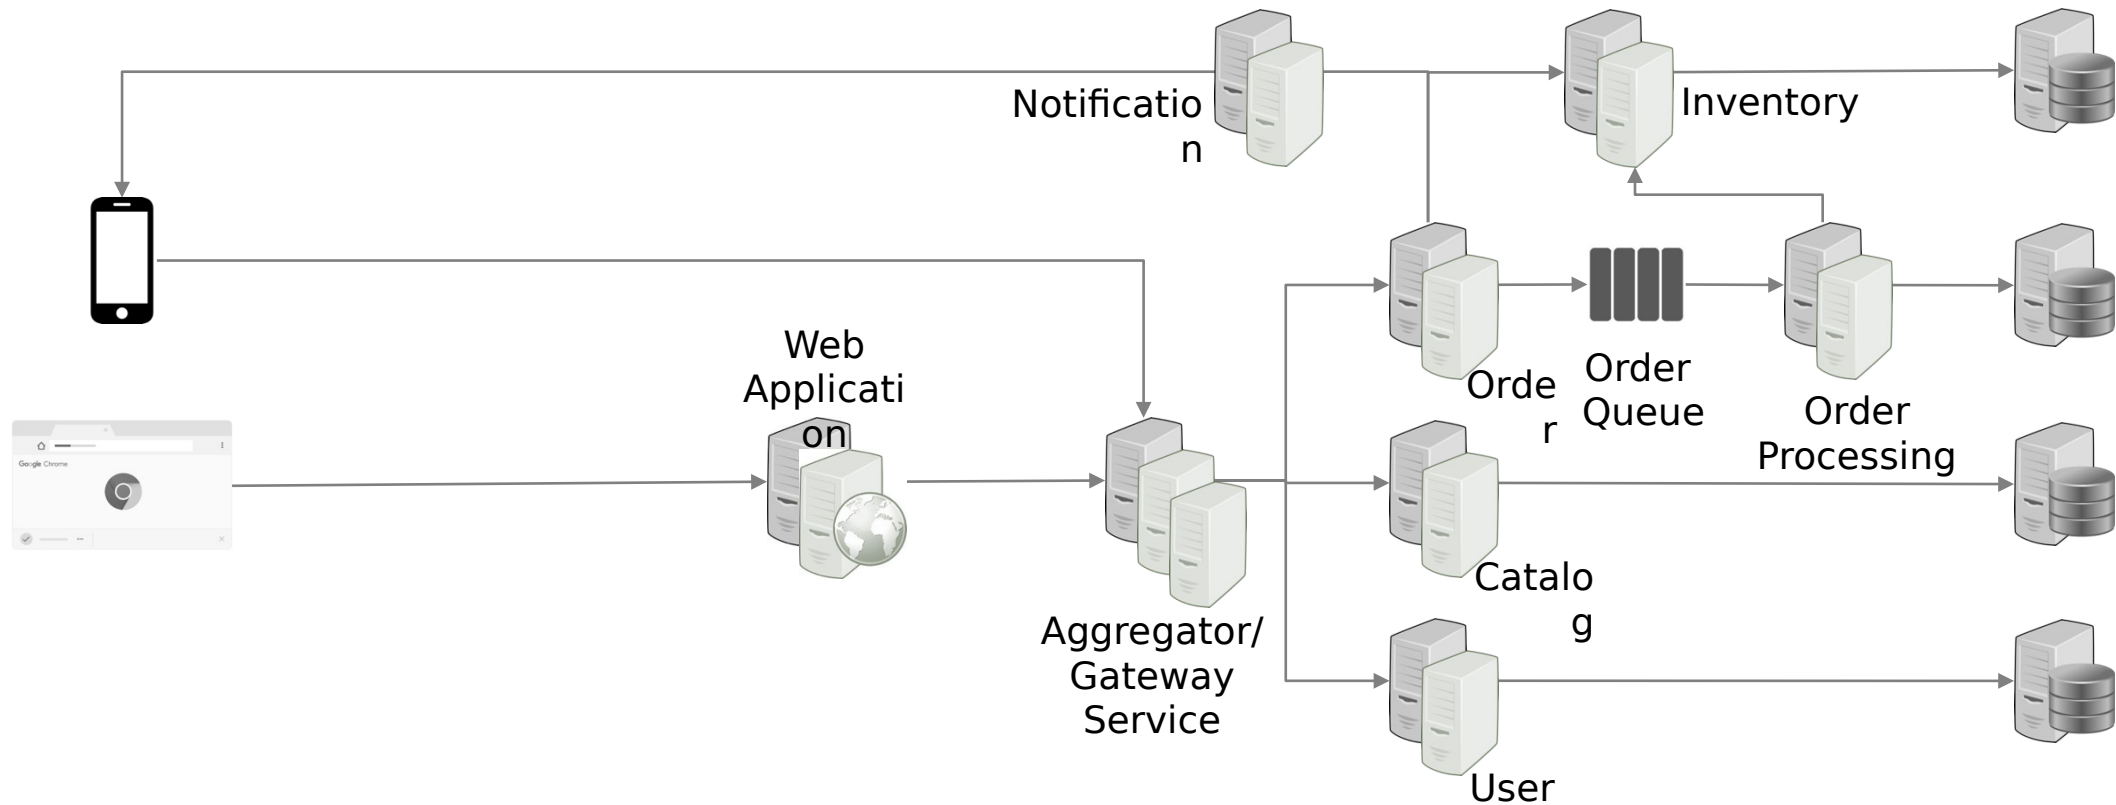 Notificatio
n
Inventory
Web
Applicati
on
Google Chrome
Orde
r
Order
Queue
Order
Processing
Catalo
g
Aggregator/
Gateway
Service
User